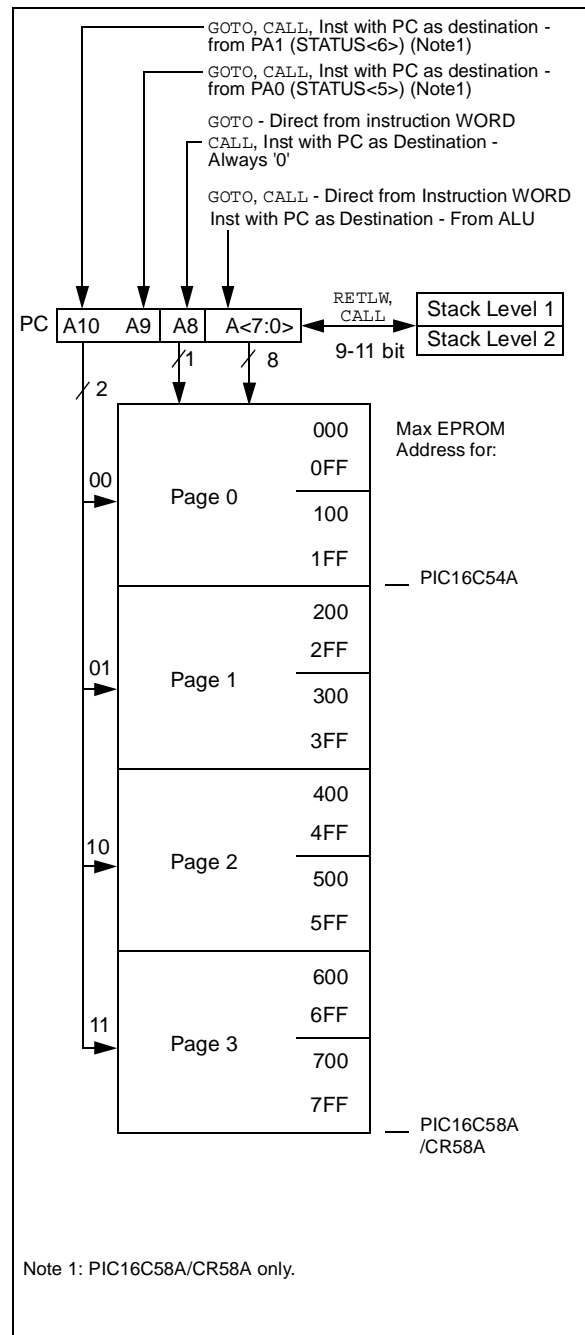 GOTO, CALL, Inst with PC as destination -
from PA1 (STATUS<6>) (Note1)
GOTO, CALL, Inst with PC as destination -
from PA0 (STATUS<5>) (Note1)
GOTO - Direct from instruction WORD
CALL, Inst with PC as Destination -
Always '0'
GOTO, CALL - Direct from Instruction WORD
Inst with PC as Destination - From ALU
PC A10 A9 A8 A<7:0>
RETLW,
CALL
9-11 bit
Stack Level 1
Stack Level 2
2
1
8
Max EPROM
Address for:
00
Page 0
000
0FF
100
1FF
PIC16C54A
01
Page 1
200
2FF
300
3FF
10
Page 2
400
4FF
500
5FF
11
Page 3
600
6FF
700
7FF
PIC16C58A
/CR58A
Note 1: PIC16C58A/CR58A only.